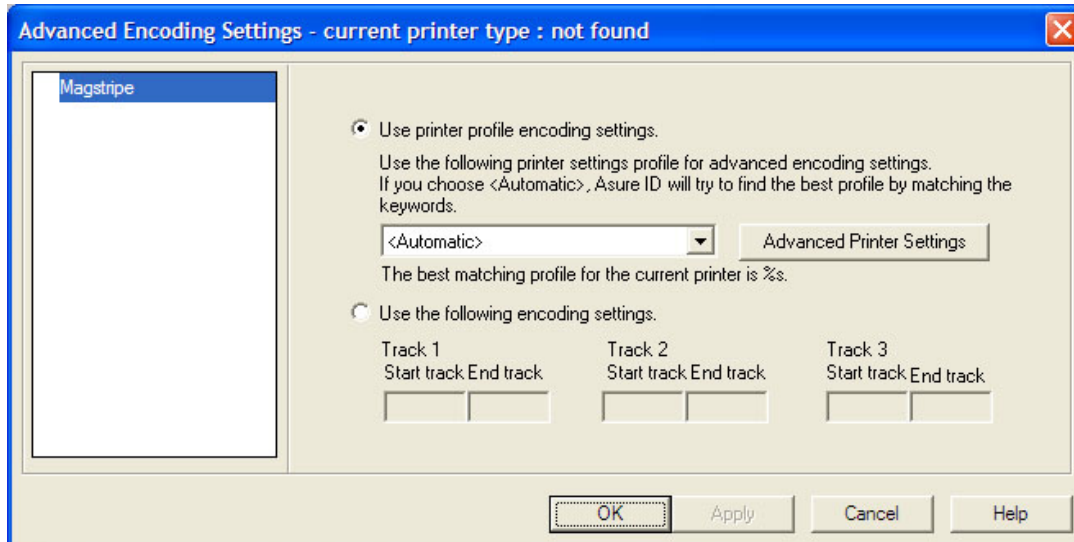 Advanced Encoding Settings - current printer type : not found
Magstripe
Use printer profile encoding settings.
Use the following printer settings profile for advanced encoding settings.
If you choose <Automatic>, Asure ID will try to find the best profile by matching the
keywords.
<Automatic>
Advanced Printer Settings
The best matching profile for the current printer is %s.
Use the following encoding settings.
Track 1 Track 2 Track 3
Start track End track Start track End track Start track End track
OK Apply Cancel Help